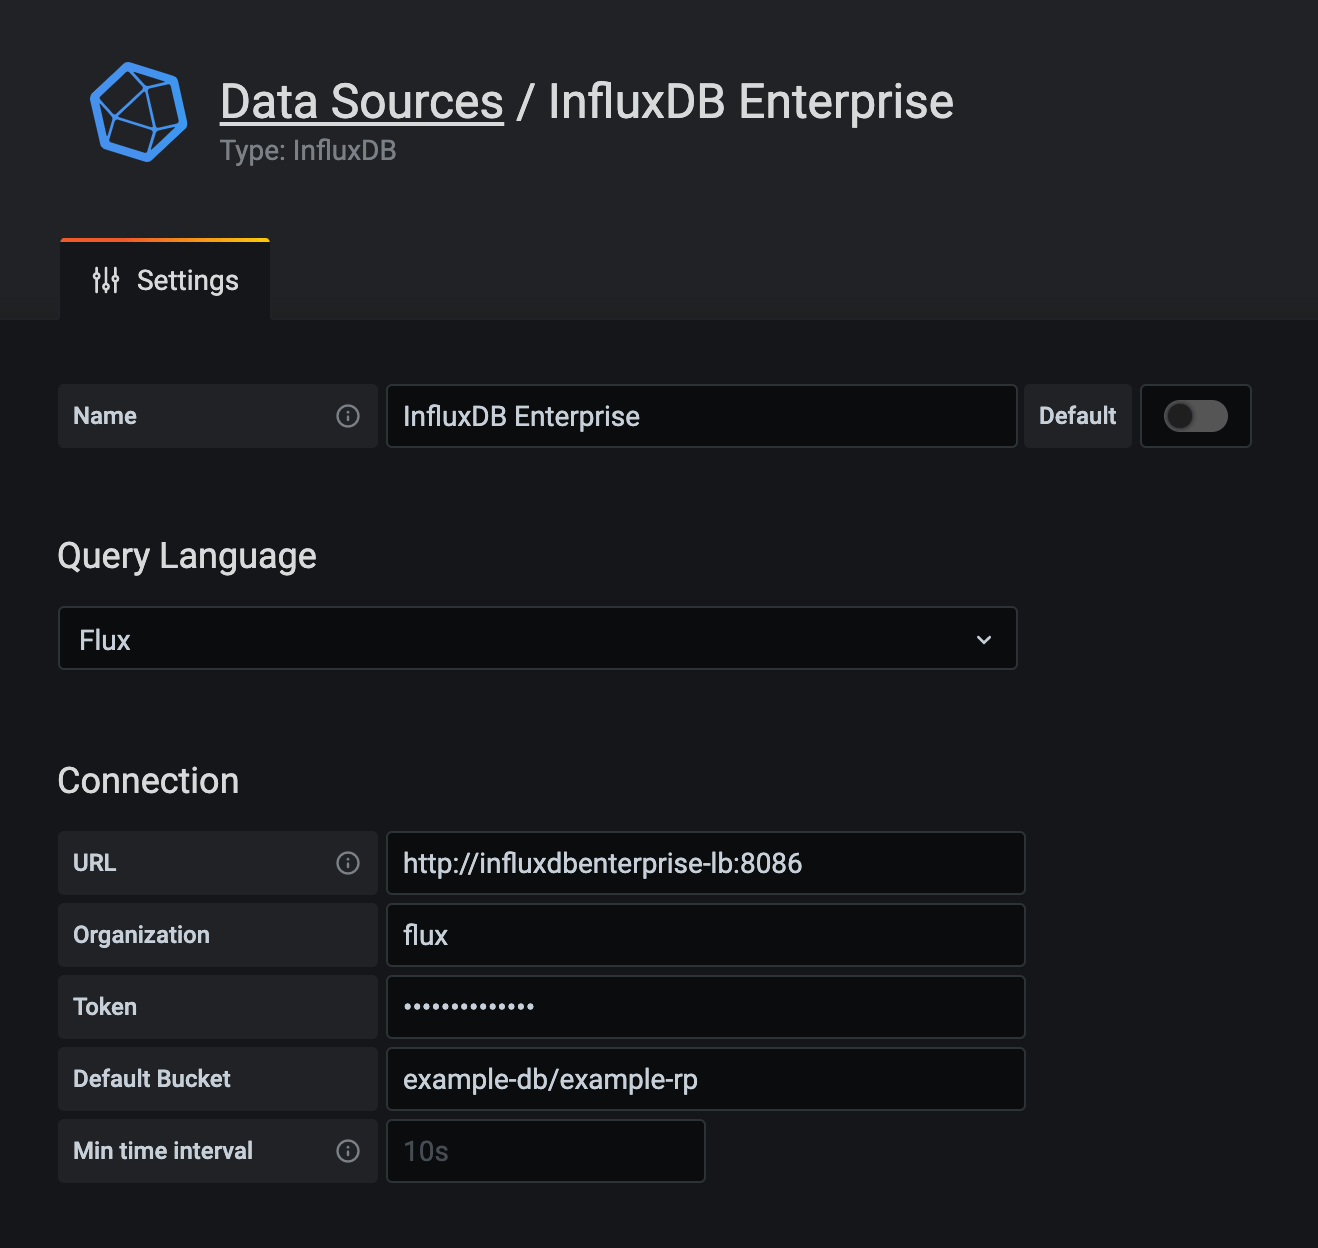 Data Sources / InfluxDB Enterprise
Type: InfluxDB
Settings
Name InfluxDB Enterprise Default
Query Language
Flux
Connection
URL http://influxdbenterprise-lb:8086
Organization flux
Token ••••••••••••••
Default Bucket example-db/example-rp
Min time interval 10s